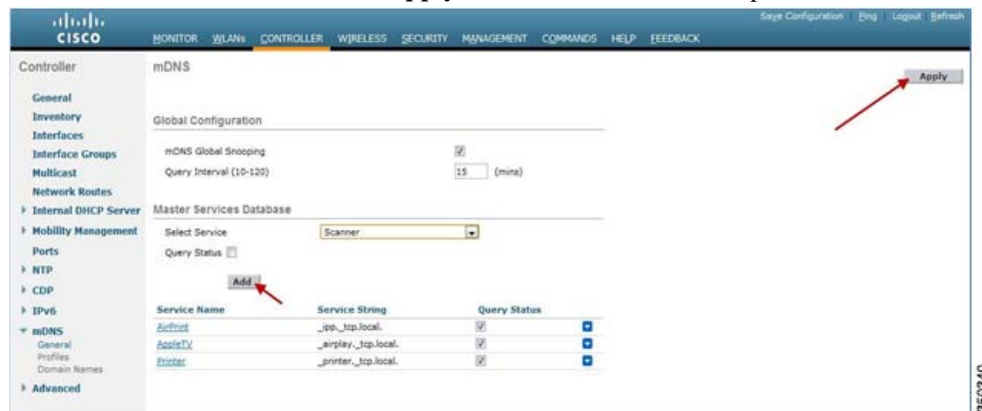 Apply
Save Configuration Ping Logout Refresh
CISCO
MONITOR WLANs CONTROLLER WIRELESS SECURITY MANAGEMENT COMMANDS HELP FEEDBACK
Controller
General
Inventory
Interfaces
Interface Groups
Multicast
Network Routes
Internal DHCP Server
Mobility Management
Ports
NTP
CDP
IPv6
mDNS
General
Profiles
Domain Names
Advanced
mDNS
Apply
Global Configuration
mDNS Global Snooping
Query Interval (10-120) 15 (mins)
Master Services Database
Select Service Scanner
Query Status
Add
Service Name Service String Query Status
AirPrint _ipp._tcp.local.
AppleTV _airplay._tcp.local.
Printer _printer._tcp.local.
350340